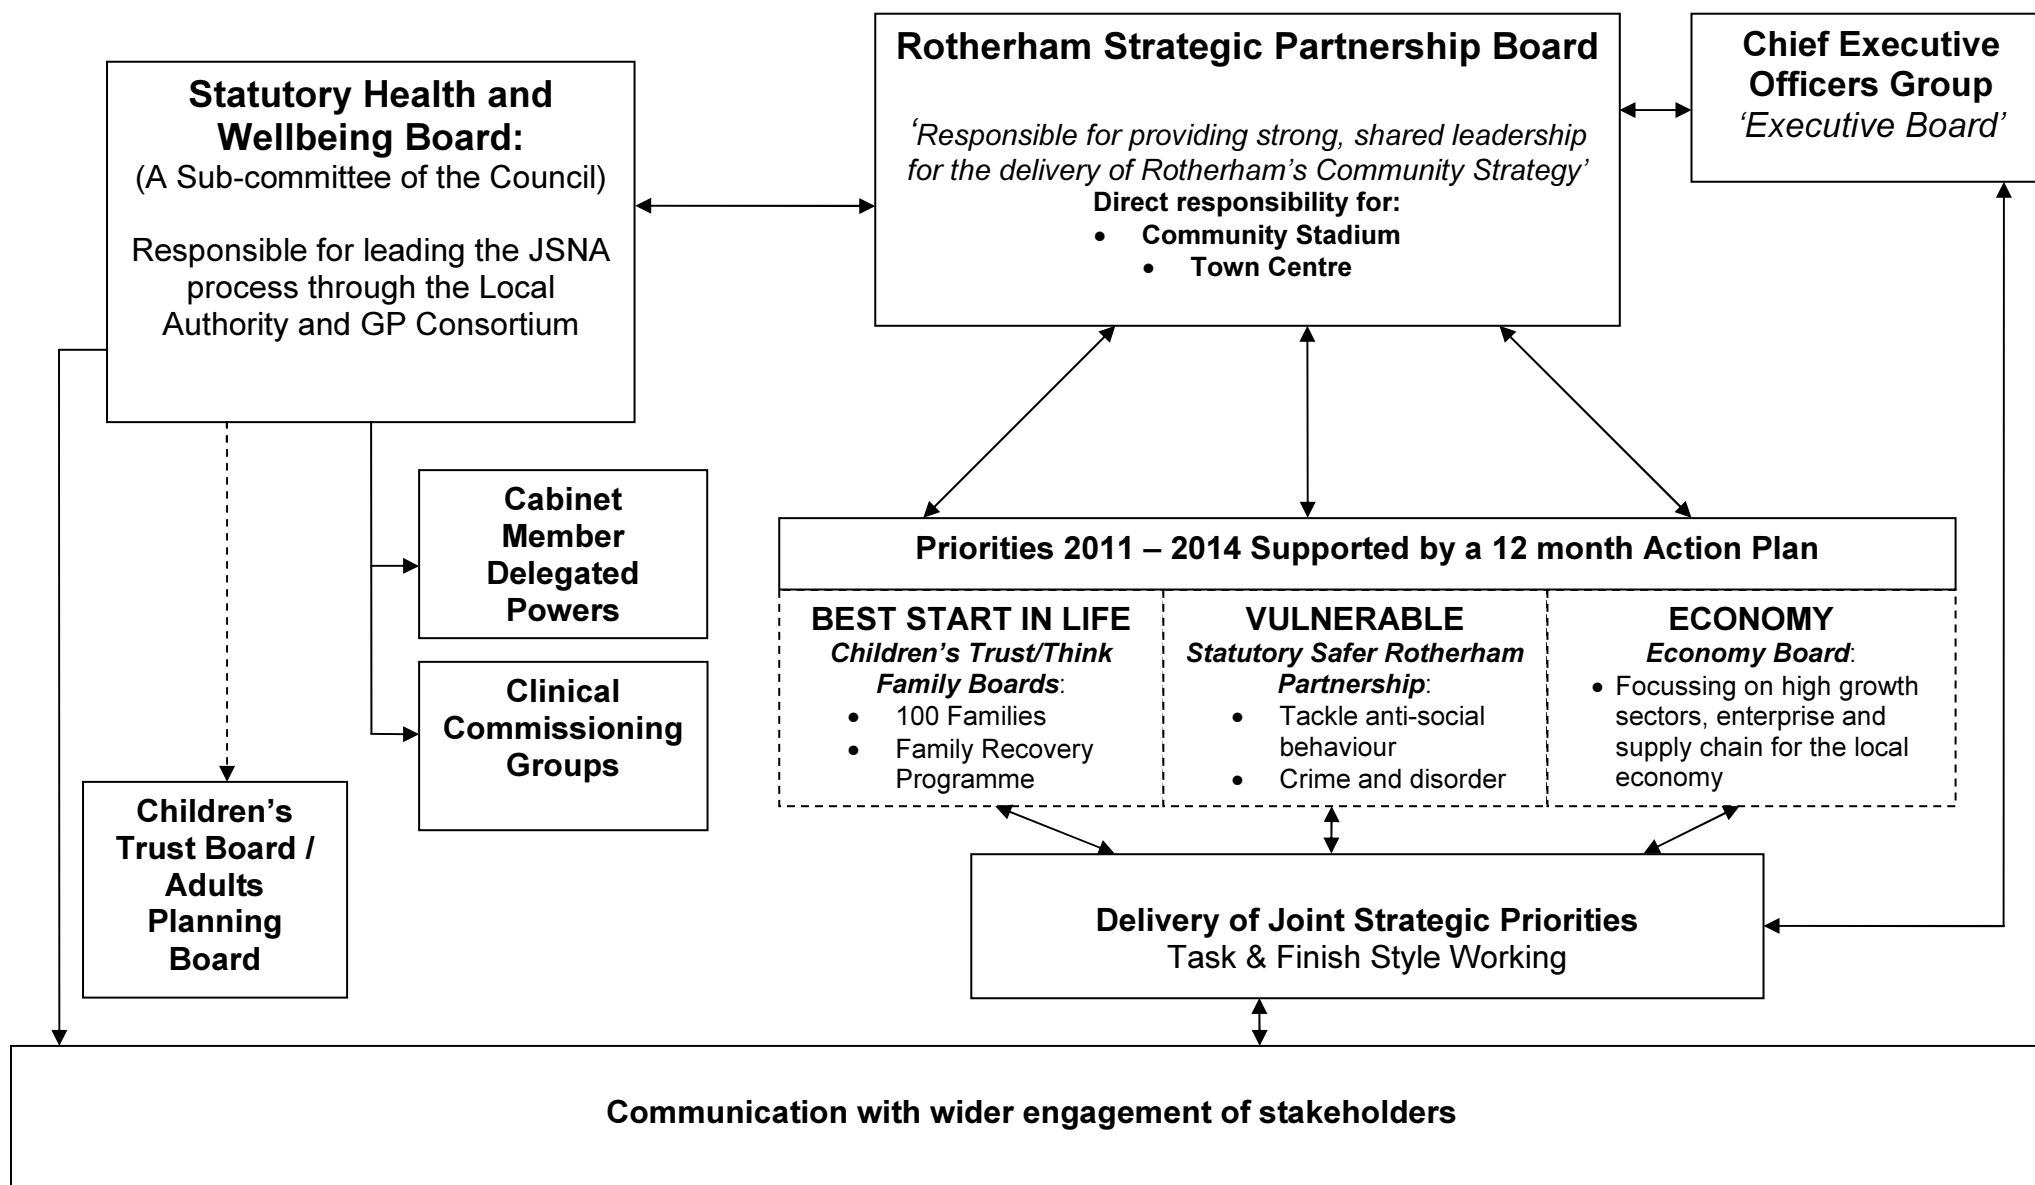 Statutory Health and
Wellbeing Board:
(A Sub-committee of the Council)
Responsible for leading the JSNA
process through the Local
Authority and GP Consortium
Rotherham Strategic Partnership Board
‘Responsible for providing strong, shared leadership
for the delivery of Rotherham’s Community Strategy’
Direct responsibility for:
• Community Stadium
• Town Centre
Chief Executive
Officers Group
‘Executive Board’
Cabinet
Member
Delegated
Powers
Clinical
Commissioning
Groups
Children’s
Trust Board /
Adults
Planning
Board
Priorities 2011 – 2014 Supported by a 12 month Action Plan
BEST START IN LIFE
Children’s Trust/Think
Family Boards:
• 100 Families
• Family Recovery
Programme
VULNERABLE
Statutory Safer Rotherham
Partnership:
• Tackle anti-social
behaviour
• Crime and disorder
ECONOMY
Economy Board:
• Focussing on high growth
sectors, enterprise and
supply chain for the local
economy
Delivery of Joint Strategic Priorities
Task & Finish Style Working
Communication with wider engagement of stakeholders